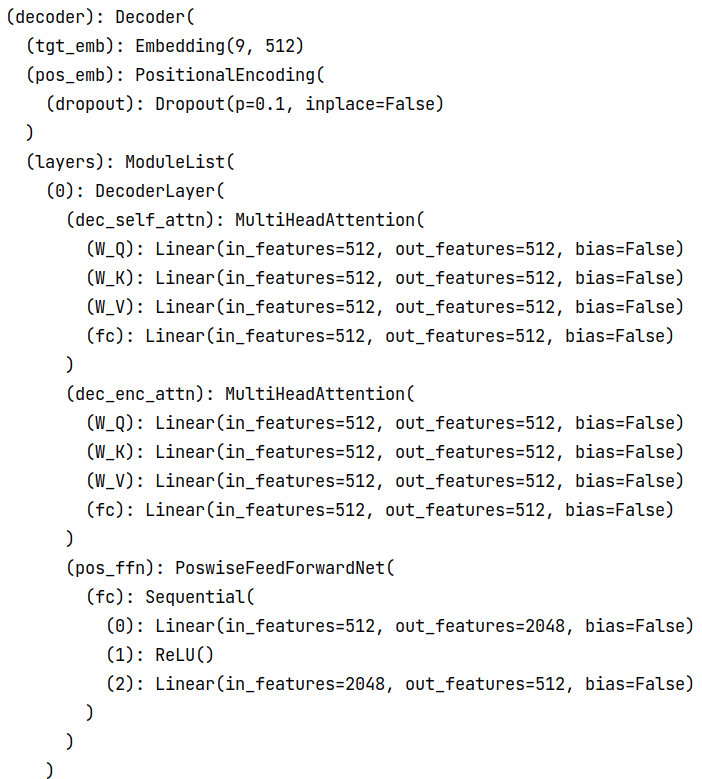 (decoder): Decoder(
  (tgt_emb): Embedding(9, 512)
  (pos_emb): PositionalEncoding(
    (dropout): Dropout(p=0.1, inplace=False)
  )
  (layers): ModuleList(
    (0): DecoderLayer(
      (dec_self_attn): MultiHeadAttention(
        (W_Q): Linear(in_features=512, out_features=512, bias=False)
        (W_K): Linear(in_features=512, out_features=512, bias=False)
        (W_V): Linear(in_features=512, out_features=512, bias=False)
        (fc): Linear(in_features=512, out_features=512, bias=False)
      )
      (dec_enc_attn): MultiHeadAttention(
        (W_Q): Linear(in_features=512, out_features=512, bias=False)
        (W_K): Linear(in_features=512, out_features=512, bias=False)
        (W_V): Linear(in_features=512, out_features=512, bias=False)
        (fc): Linear(in_features=512, out_features=512, bias=False)
      )
      (pos_ffn): PoswiseFeedForwardNet(
        (fc): Sequential(
          (0): Linear(in_features=512, out_features=2048, bias=False)
          (1): ReLU()
          (2): Linear(in_features=2048, out_features=512, bias=False)
        )
      )
    )